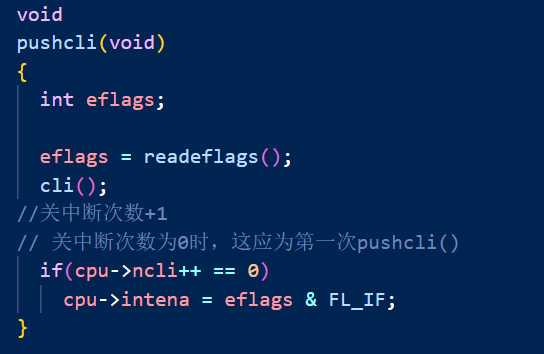 void
pushcli(void)
{
  int eflags;

  eflags = readeflags();
  cli();
//关中断次数+1
// 关中断次数为0时，这应为第一次pushcli()
  if(cpu->ncli++ == 0)
    cpu->intena = eflags & FL_IF;
}